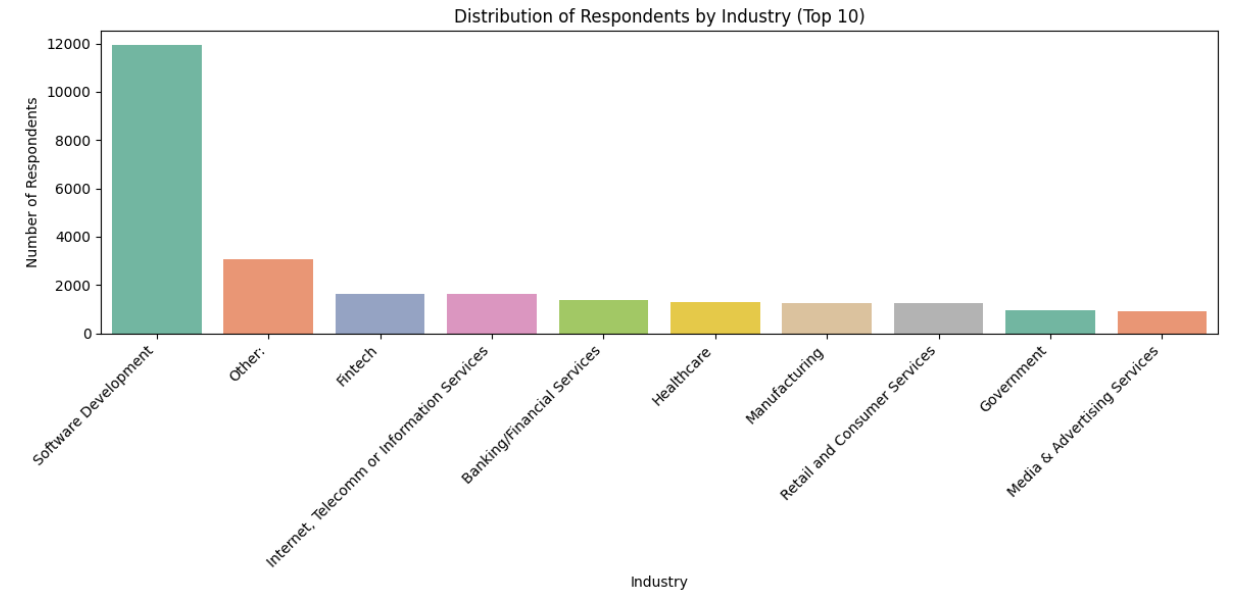 Distribution of Respondents by Industry (Top 10)
12000
10000
8000
6000
4000
2000
0
Number of Respondents
Software Development
Other:
Fintech
Internet, Telecomm or Information Services
Banking/Financial Services
Healthcare
Manufacturing
Retail and Consumer Services
Government
Media & Advertising Services
Industry